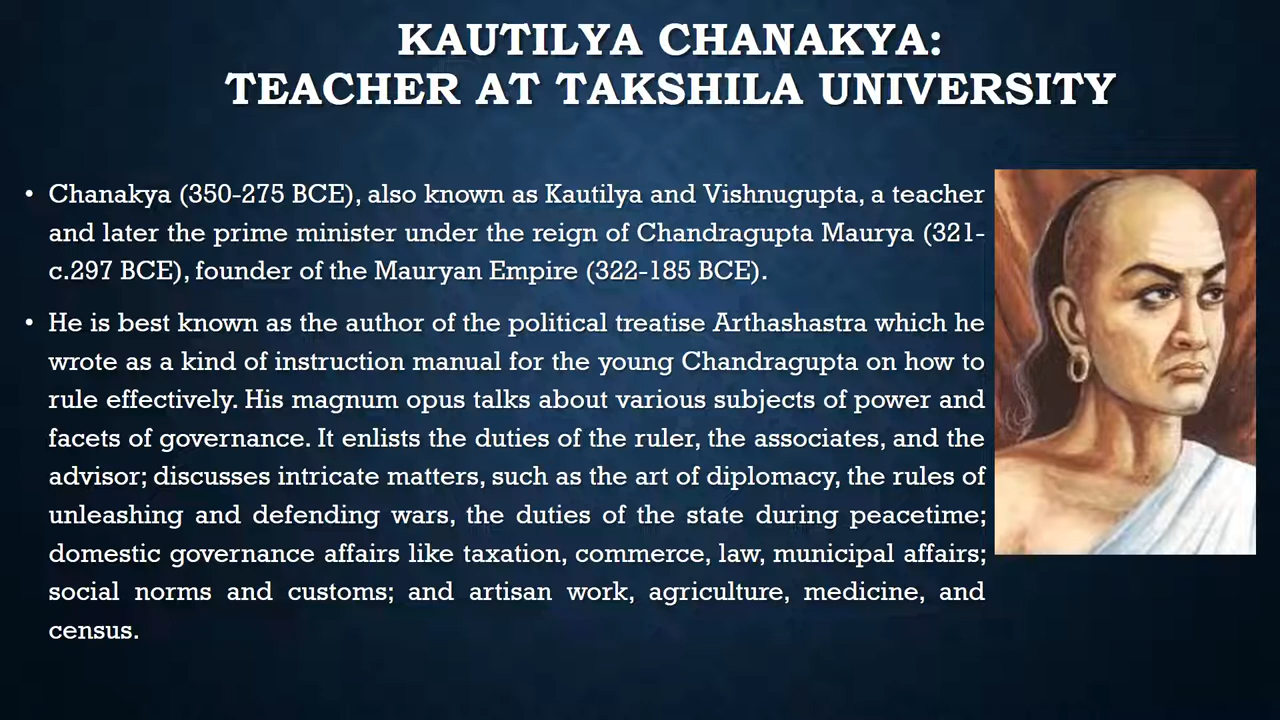 KAUTILYA CHANAKYA:
TEACHER AT TAKSHILA UNIVERSITY
• Chanakya (350-275 BCE), also known as Kautilya and Vishnugupta, a teacher
and later the prime minister under the reign of Chandragupta Maurya (321-
c.297 BCE), founder of the Mauryan Empire (322-185 BCE).
• He is best known as the author of the political treatise Arthashastra which he
wrote as a kind of instruction manual for the young Chandragupta on how to
rule effectively. His magnum opus talks about various subjects of power and
facets of governance. It enlists the duties of the ruler, the associates, and the
advisor; discusses intricate matters, such as the art of diplomacy, the rules of
unleashing and defending wars, the duties of the state during peacetime;
domestic governance affairs like taxation, commerce, law, municipal affairs;
social norms and customs; and artisan work, agriculture, medicine, and
census.